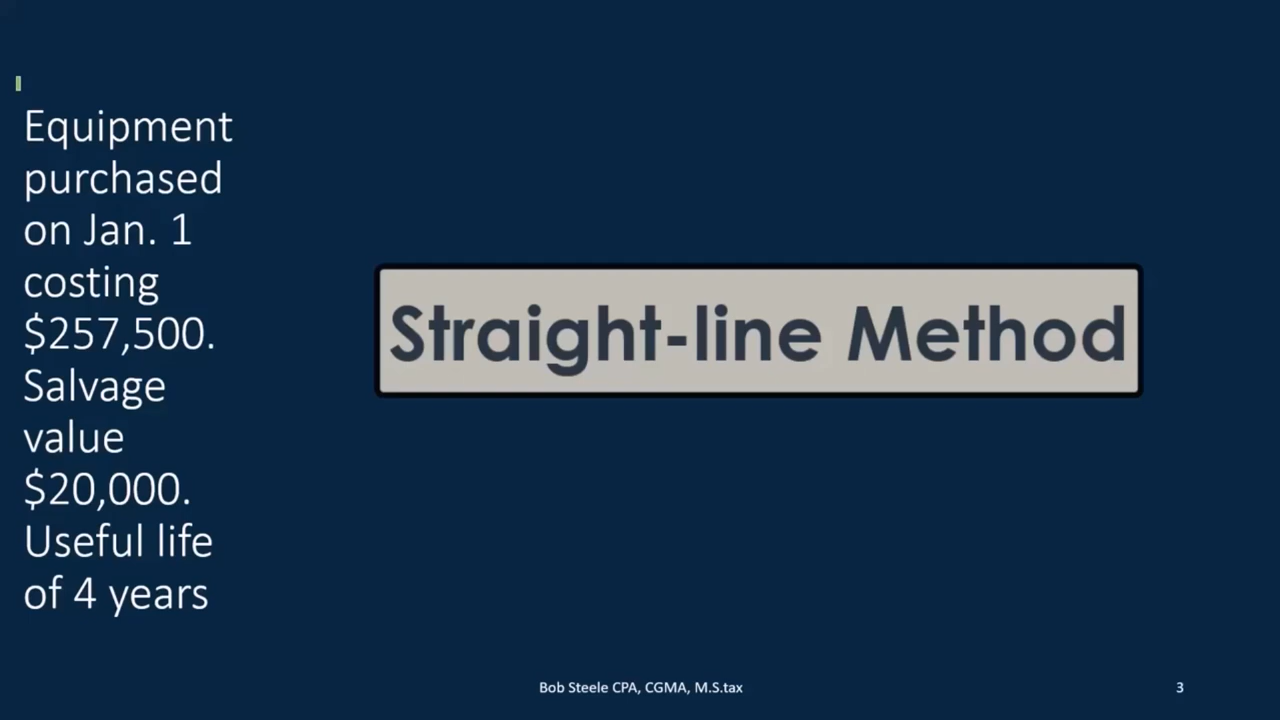 Equipment
purchased
on Jan. 1
costing
$257,500.
Salvage
value
$20,000.
Useful life
of 4 years
Straight-line Method
Bob Steele CPA, CGMA, M.S.tax
3